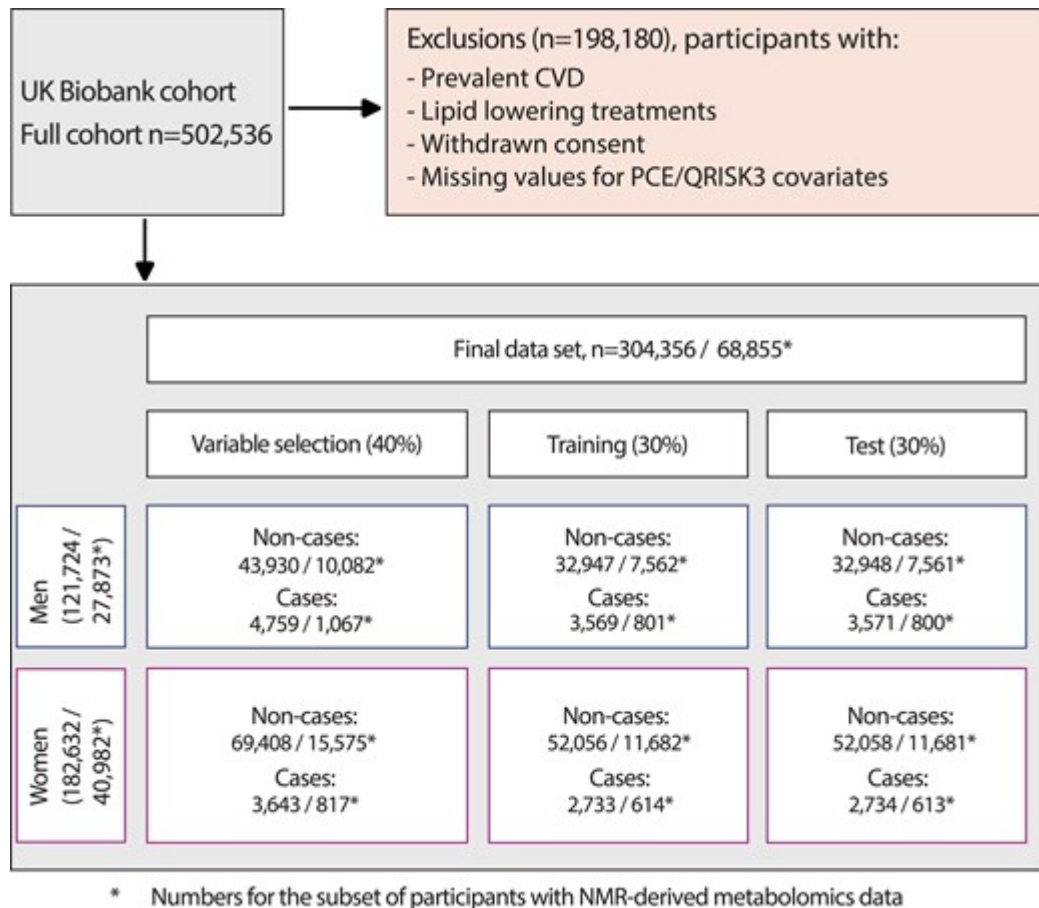 UK Biobank cohort
Full cohort n=502,536
Exclusions (n=198,180), participants with:
- Prevalent CVD
- Lipid lowering treatments
- Withdrawn consent
- Missing values for PCE/QRISK3 covariates
Final data set, n=304,356 / 68,855*
Variable selection (40%)
Training (30%)
Test (30%)
Men
(121,724 /
27,873*)
Non-cases:
43,930 / 10,082*
Cases:
4,759 / 1,067*
Non-cases:
32,947 / 7,562*
Cases:
3,569 / 801*
Non-cases:
32,948 / 7,561*
Cases:
3,571 / 800*
Women
(182,632 /
40,982*)
Non-cases:
69,408 / 15,575*
Cases:
3,643 / 817*
Non-cases:
52,056 / 11,682*
Cases:
2,733 / 614*
Non-cases:
52,058 / 11,681*
Cases:
2,734 / 613*
* Numbers for the subset of participants with NMR-derived metabolomics data